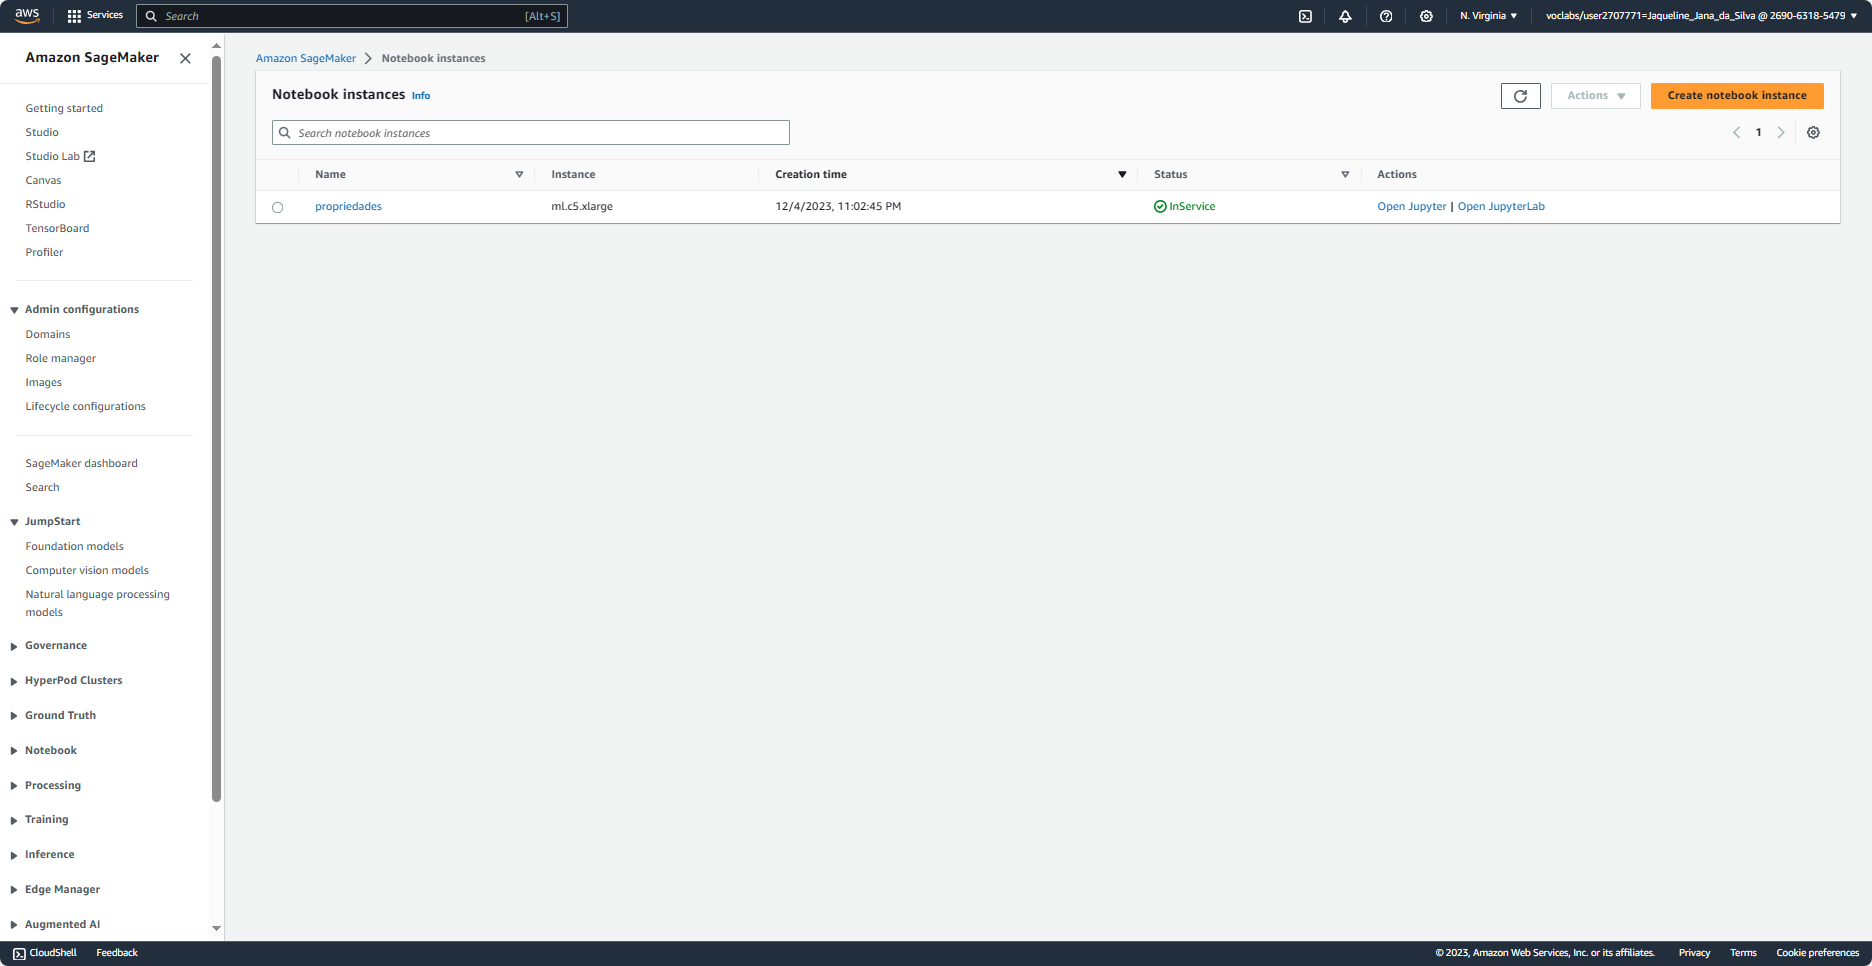 aws
Services
Search
[Alt+S]
N. Virginia
voclabs/user2707771=Jaqueline_Jana_da_Silva @ 2690-6318-5479
Amazon SageMaker
Getting started
Studio
Studio Lab
Canvas
RStudio
TensorBoard
Profiler
Admin configurations
Domains
Role manager
Images
Lifecycle configurations
SageMaker dashboard
Search
JumpStart
Foundation models
Computer vision models
Natural language processing
models
Governance
HyperPod Clusters
Ground Truth
Notebook
Processing
Training
Inference
Edge Manager
Augmented AI
Amazon SageMaker Notebook instances
Notebook instances Info
Actions
Create notebook instance
Search notebook instances
1
Name Instance Creation time Status Actions
propriedades ml.c5.xlarge 12/4/2023, 11:02:45 PM InService Open Jupyter | Open JupyterLab
CloudShell Feedback
© 2023, Amazon Web Services, Inc. or its affiliates. Privacy Terms Cookie preferences